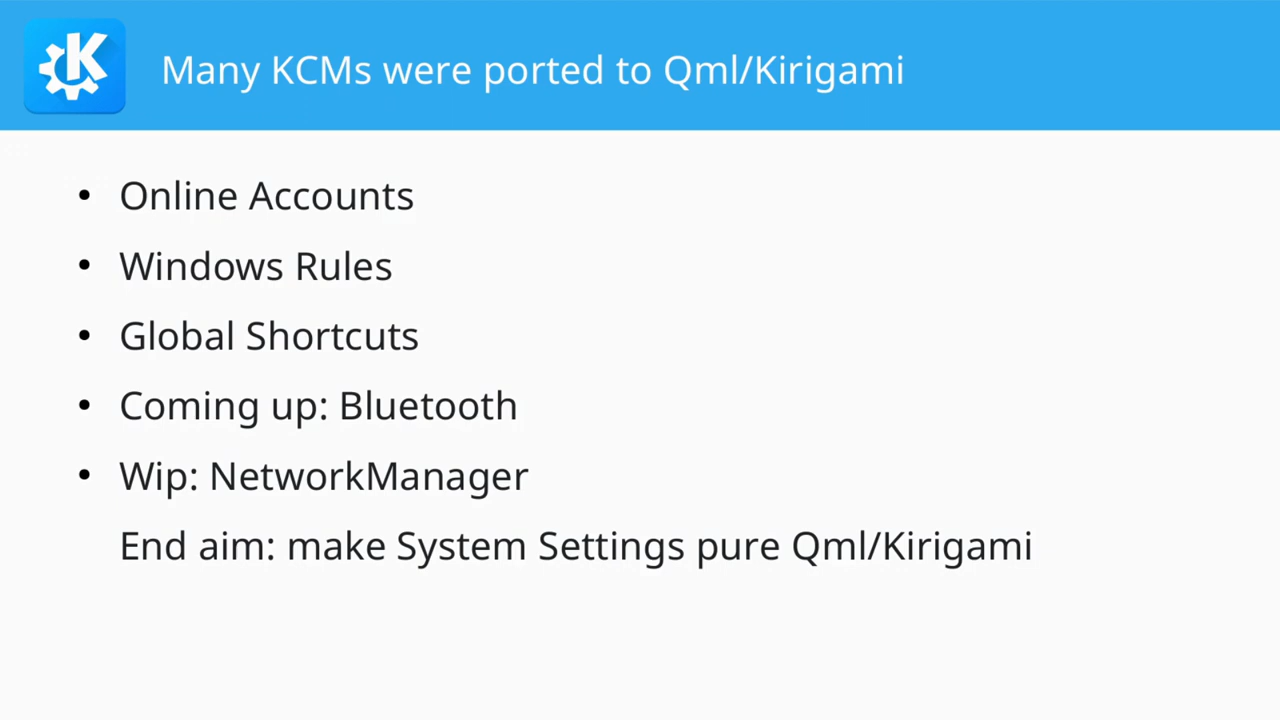 Many KCMs were ported to Qml/Kirigami
• Online Accounts
• Windows Rules
• Global Shortcuts
• Coming up: Bluetooth
• Wip: NetworkManager
End aim: make System Settings pure Qml/Kirigami